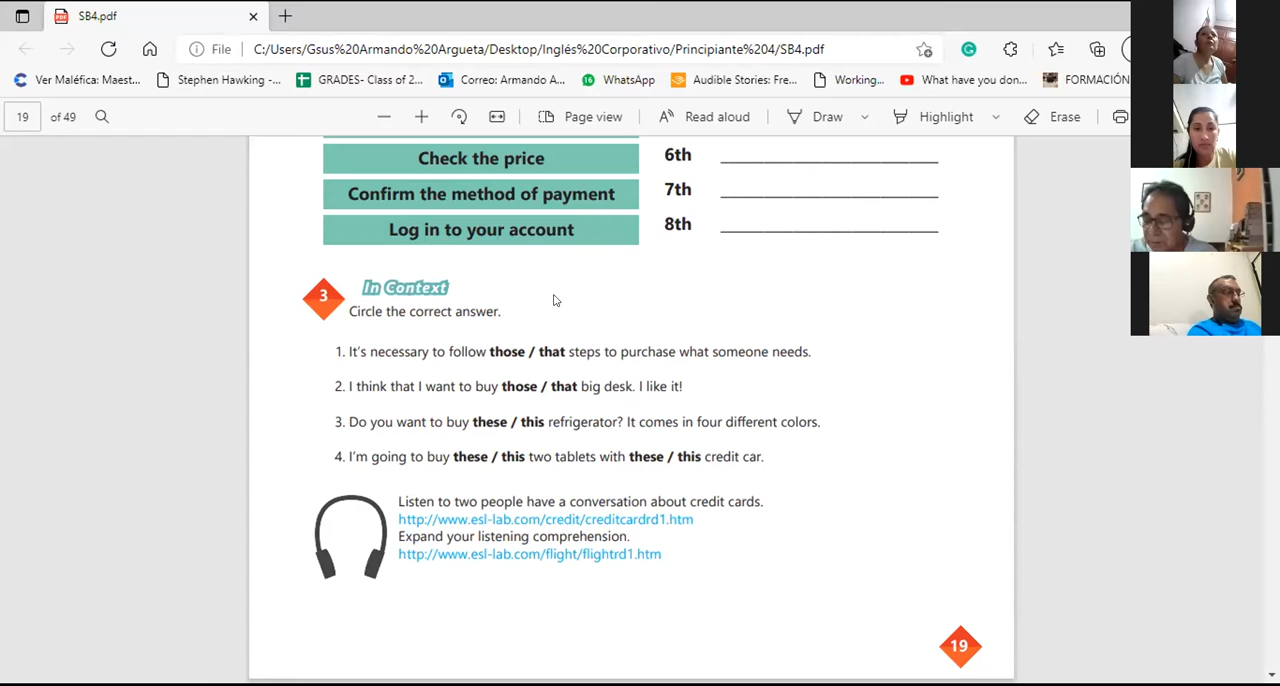 SB4.pdf
File C:/Users/Gsus%20Armando%20Argueta/Desktop/Inglés%20Corporativo/Principiante%204/SB4.pdf
Ver Maléfica: Maest... Stephen Hawking -... GRADES- Class of 2... Correo: Armando A... WhatsApp Audible Stories: Fre... Working... What have you don... FORMACIÓN
19 of 49 Page view Read aloud Draw Highlight Erase
Check the price 6th
Confirm the method of payment 7th
Log in to your account 8th
3 In Context
Circle the correct answer.
1. It's necessary to follow those / that steps to purchase what someone needs.
2. I think that I want to buy those / that big desk. I like it!
3. Do you want to buy these / this refrigerator? It comes in four different colors.
4. I'm going to buy these / this two tablets with these / this credit car.
Listen to two people have a conversation about credit cards.
http://www.esl-lab.com/credit/creditcardrd1.htm
Expand your listening comprehension.
http://www.esl-lab.com/flight/flightrd1.htm
19